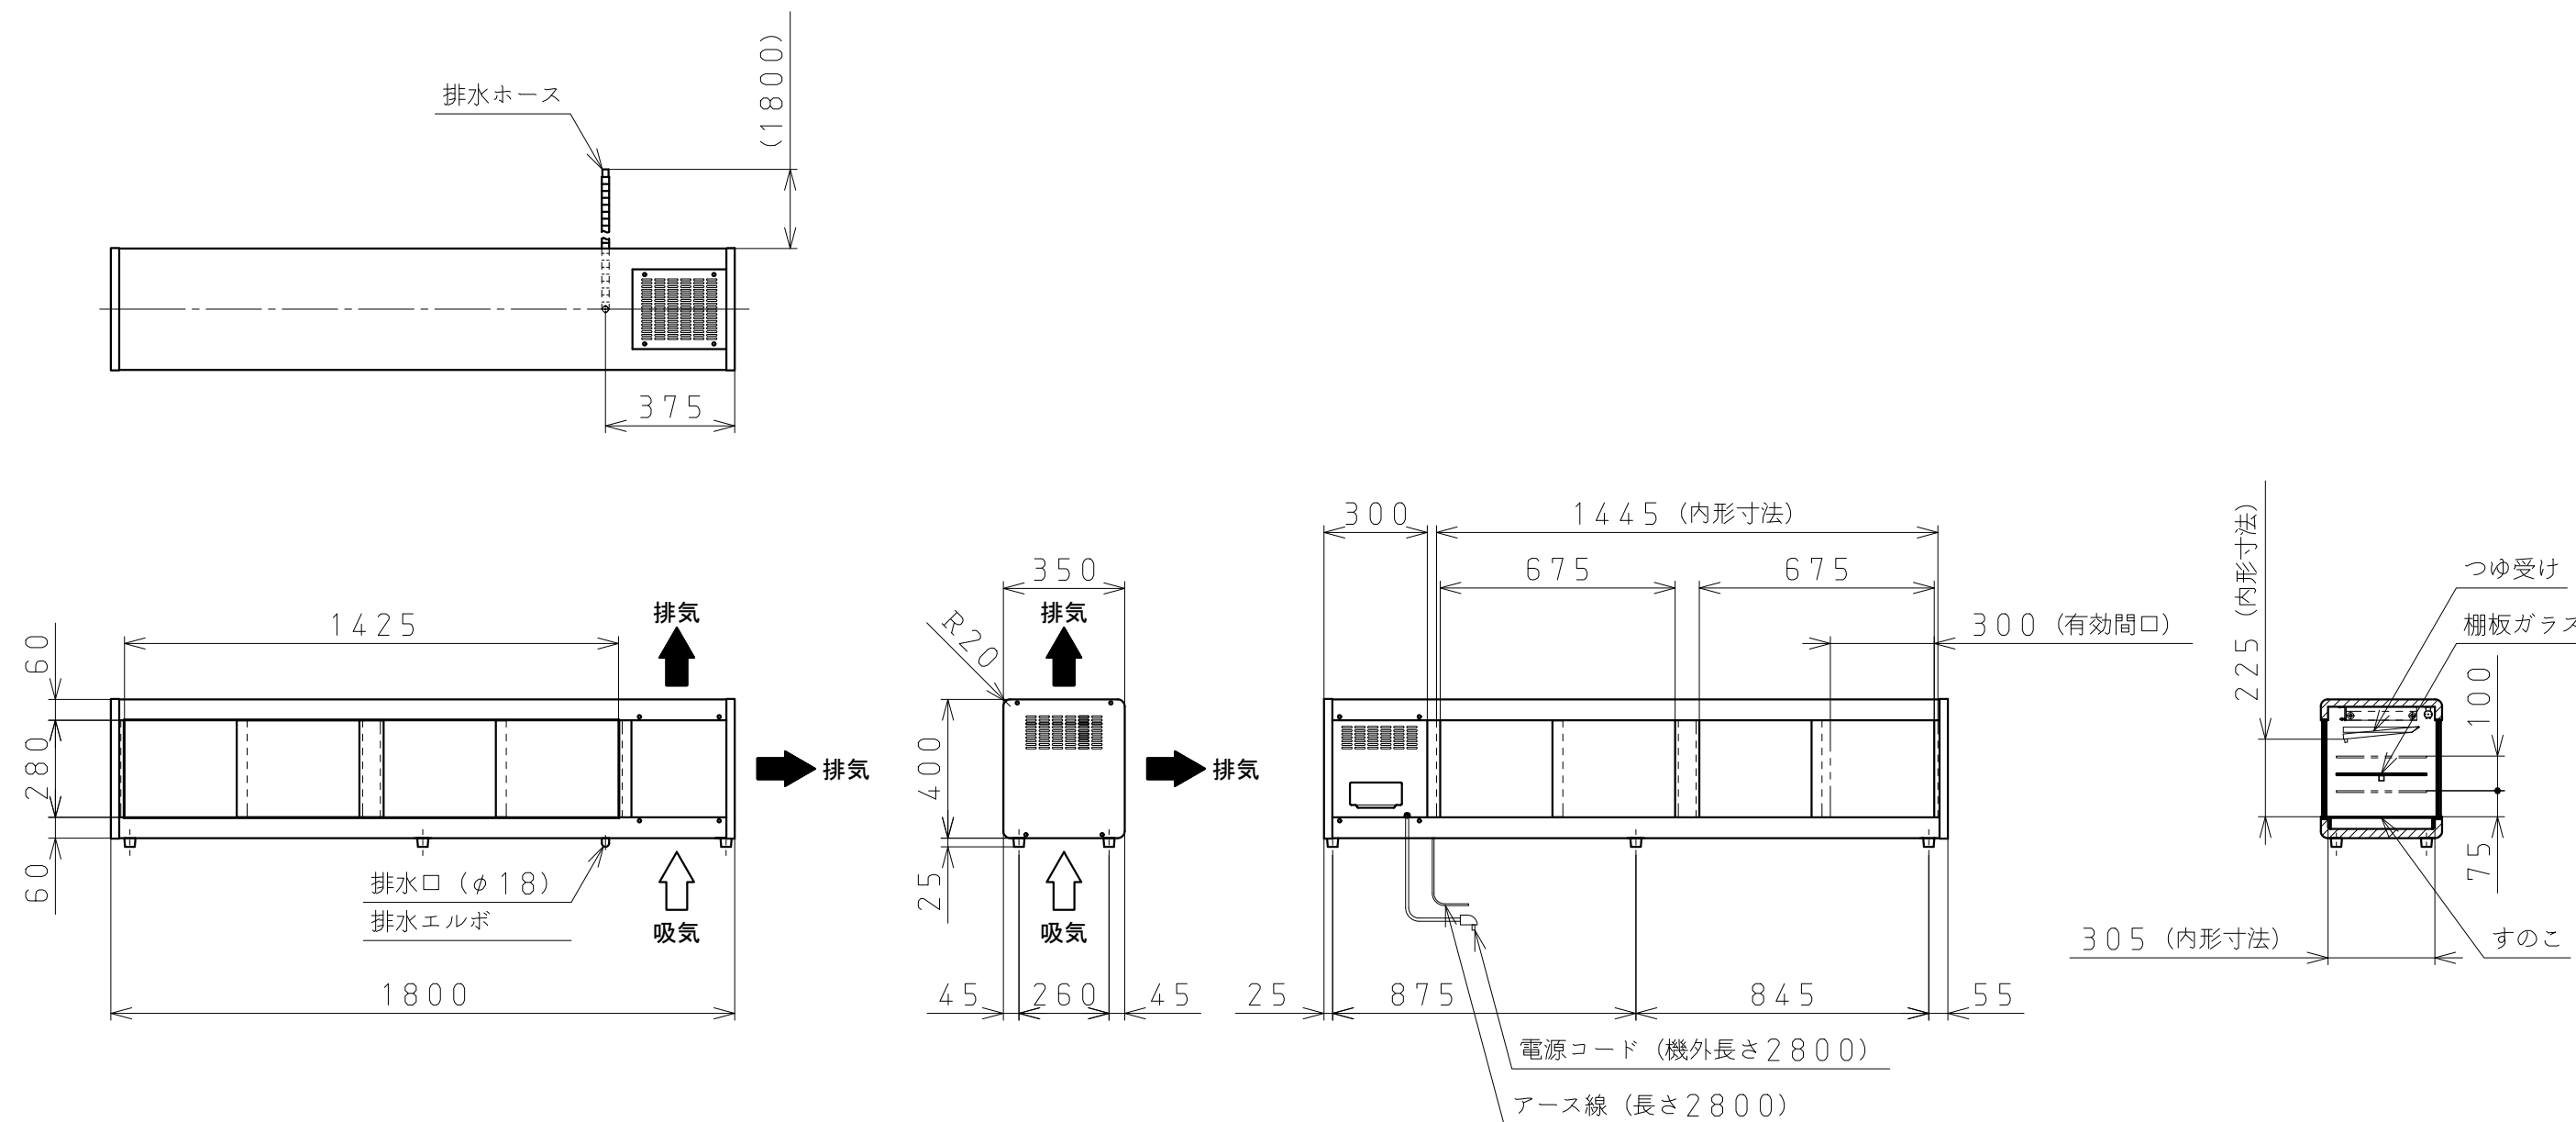 排水ホース
(1800)
375
1425
60
280
60
排気
排気
排水口(φ18)
排水エルボ
吸気
1800
350
R20
排気
400
25
排気
吸気
45
260
45
300
1445(内形寸法)
675
675
300(有効間口)
25
875
845
55
電源コード(機外長さ2800)
アース線(長さ2800)
225(内形寸法)
つゆ受け
棚板ガラス
100
75
305(内形寸法)
すのこ